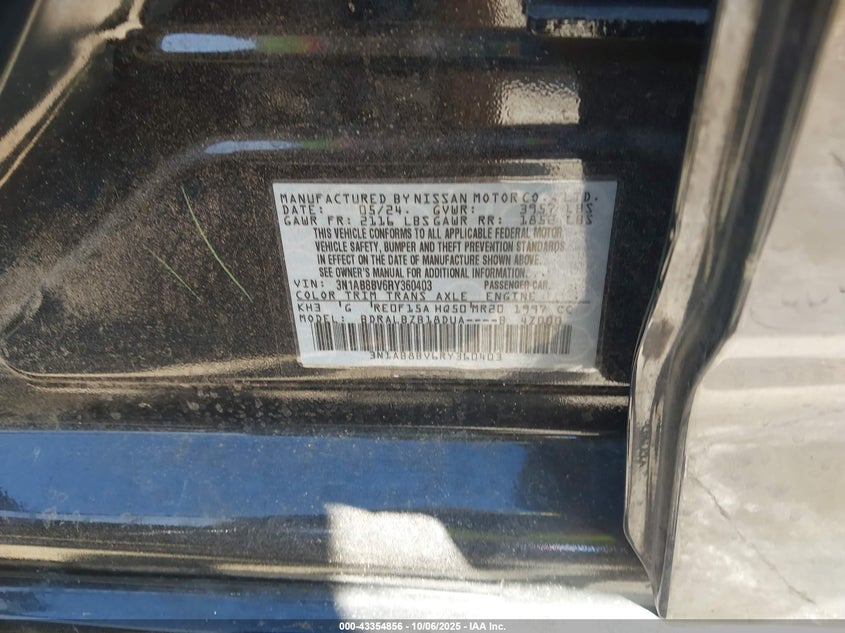 MANUFACTURED BY NISSAN MOTOR CO., LTD.
DATE: 05/24 GVWR: LBS
GAWR FR: 2116 LBS GAWR RR: LBS
THIS VEHICLE CONFORMS TO ALL APPLICABLE FEDERAL MOTOR
VEHICLE SAFETY, BUMPER AND THEFT PREVENTION STANDARDS
IN EFFECT ON THE DATE OF MANUFACTURE SHOWN ABOVE.
SEE OWNER'S MANUAL FOR ADDITIONAL INFORMATION.
VIN: 3N1AB8BV6RY360403 PASSENGER CAR
COLOR TRIM TRANS AXLE ENGINE
KH3 G RE0F15A HQ50 MR20 1997 CC
MODEL:
3N1AB8BV6RY360403
000-43354856 - 10/06/2025 - IAA Inc.